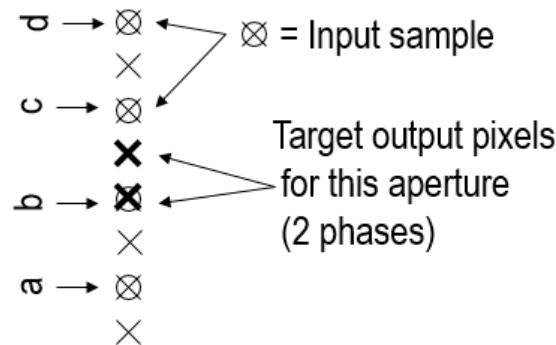 d
⊗ = Input sample
c
Target output pixels
for this aperture
(2 phases)
b
a